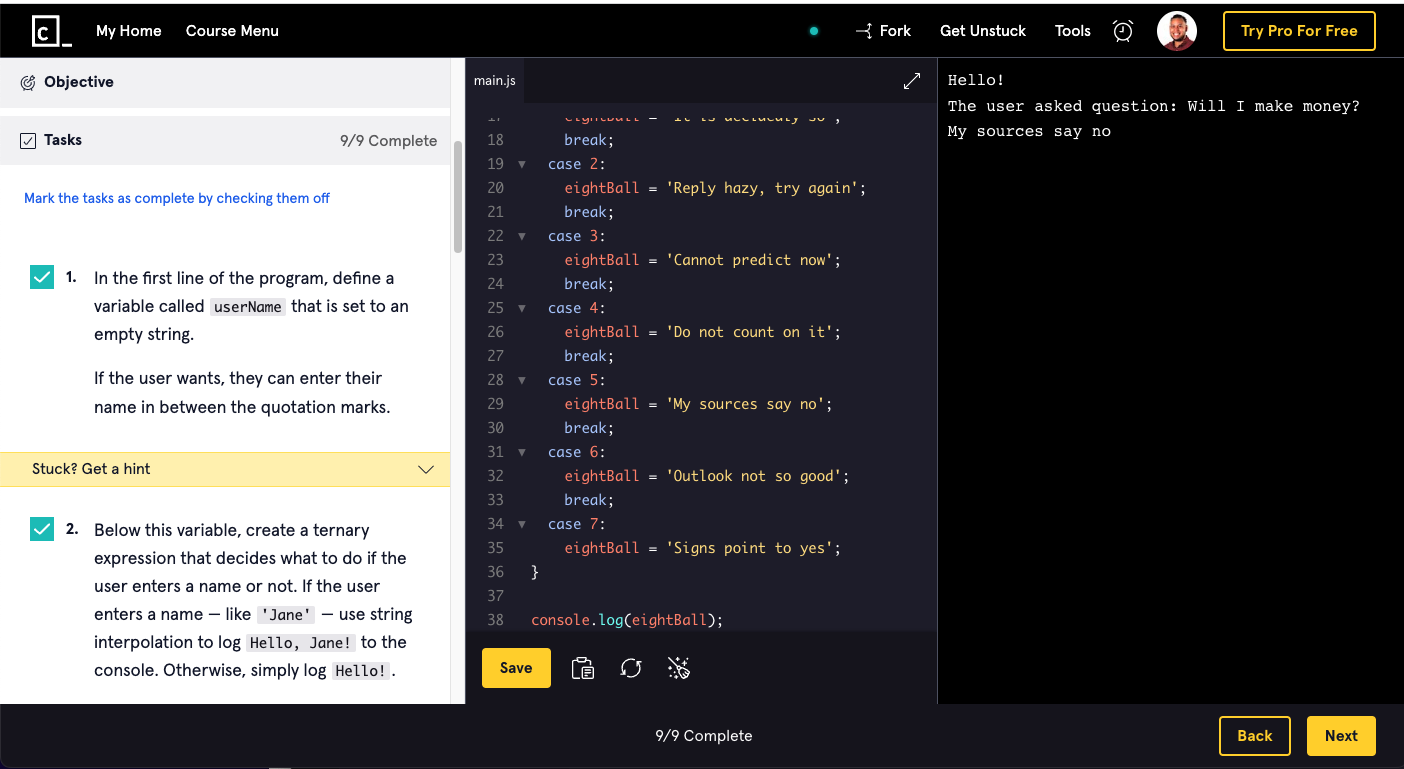 c_ My Home Course Menu Fork Get Unstuck Tools Try Pro For Free
Objective
Tasks 9/9 Complete
Mark the tasks as complete by checking them off
1. In the first line of the program, define a
variable called userName that is set to an
empty string.
If the user wants, they can enter their
name in between the quotation marks.
Stuck? Get a hint
2. Below this variable, create a ternary
expression that decides what to do if the
user enters a name or not. If the user
enters a name — like 'Jane' — use string
interpolation to log Hello, Jane! to the
console. Otherwise, simply log Hello!.
main.js
18 break;
19 case 2:
20 eightBall = 'Reply hazy, try again';
21 break;
22 case 3:
23 eightBall = 'Cannot predict now';
24 break;
25 case 4:
26 eightBall = 'Do not count on it';
27 break;
28 case 5:
29 eightBall = 'My sources say no';
30 break;
31 case 6:
32 eightBall = 'Outlook not so good';
33 break;
34 case 7:
35 eightBall = 'Signs point to yes';
36 }
37
38 console.log(eightBall);
Save
Hello!
The user asked question: Will I make money?
My sources say no
9/9 Complete
Back Next